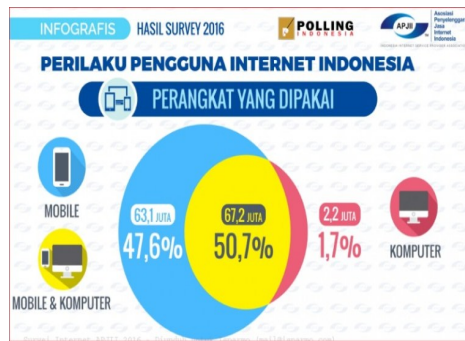 INFOGRAFIS HASIL SURVEY 2016
POLLING
INDONESIA
APJII
Asosiasi
Penyelenggara
Jasa
Internet
Indonesia
PERILAKU PENGGUNA INTERNET INDONESIA
PERANGKAT YANG DIPAKAI
MOBILE
63,1 JUTA
47,6%
67,2 JUTA
50,7%
2,2 JUTA
1,7%
KOMPUTER
MOBILE & KOMPUTER